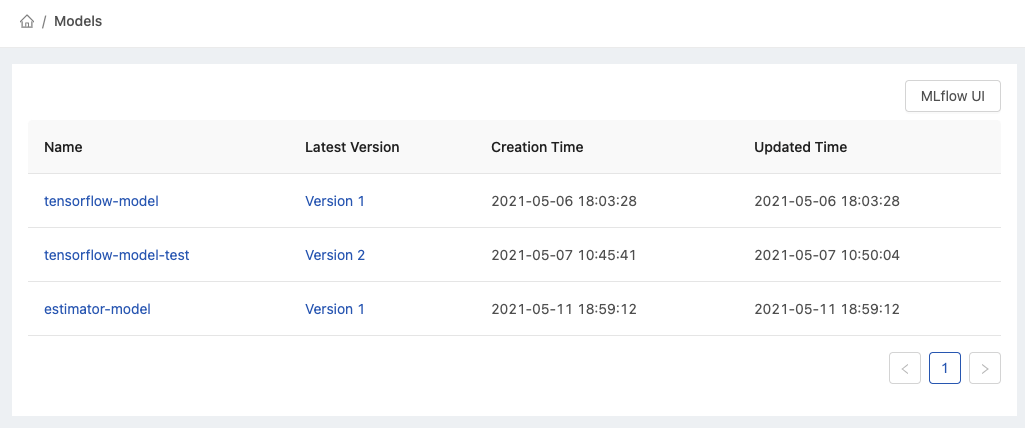 / Models
MLflow UI
Name Latest Version Creation Time Updated Time
tensorflow-model Version 1 2021-05-06 18:03:28 2021-05-06 18:03:28
tensorflow-model-test Version 2 2021-05-07 10:45:41 2021-05-07 10:50:04
estimator-model Version 1 2021-05-11 18:59:12 2021-05-11 18:59:12
< 1 >